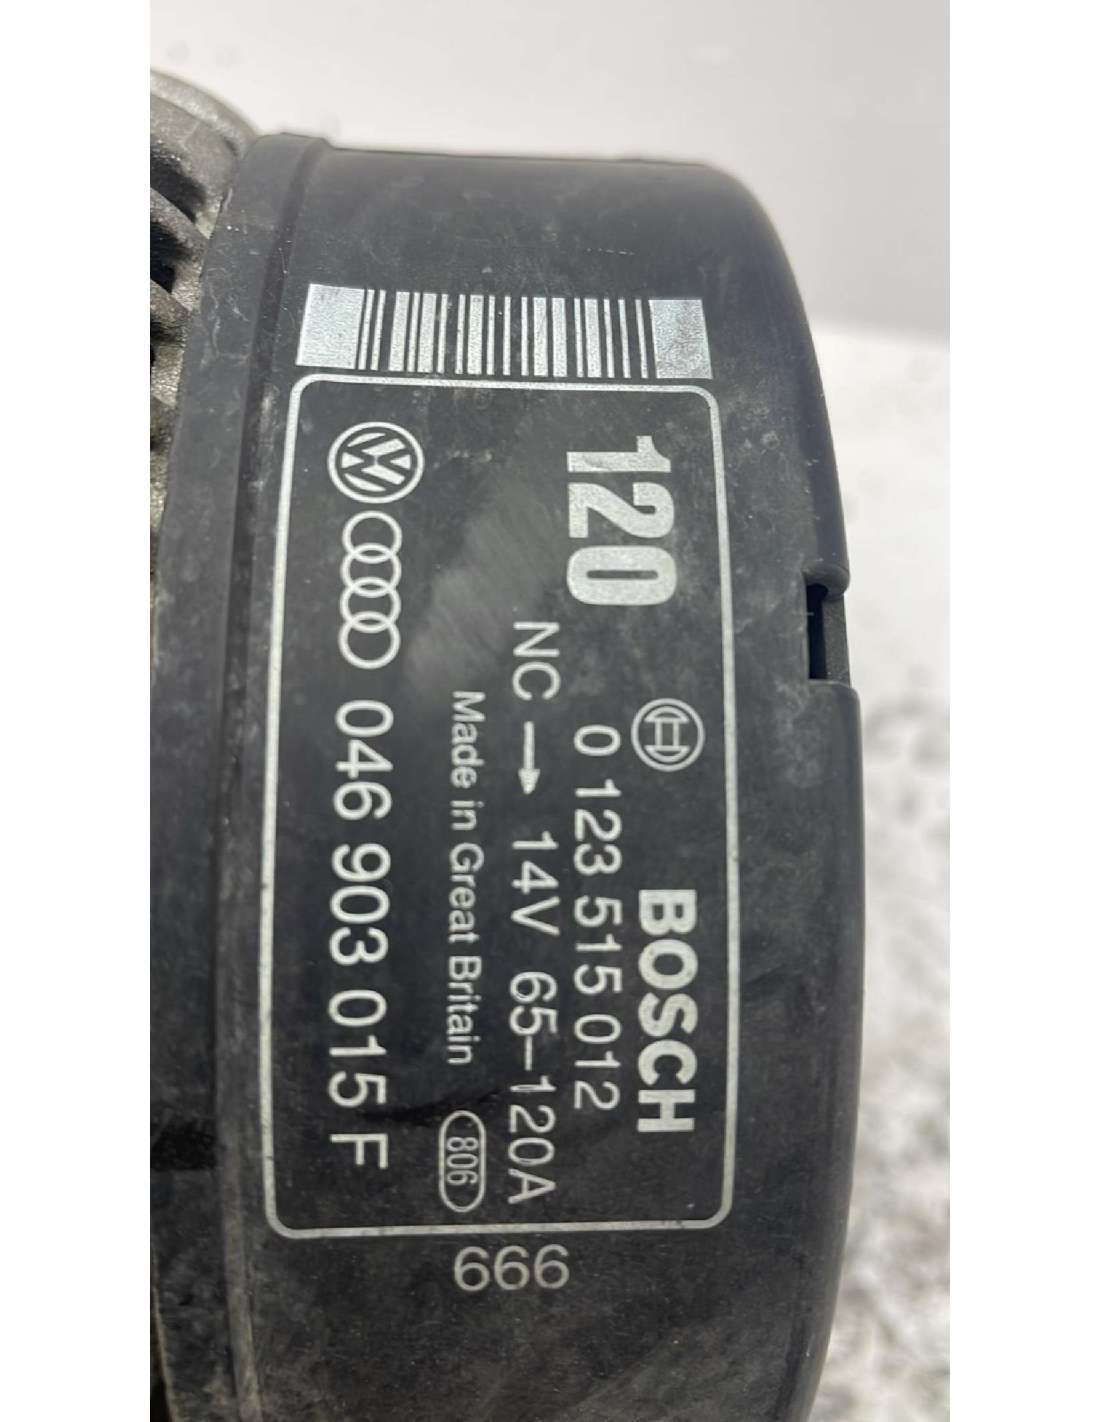 BOSCH
120
0 123 515 012
NC → 14V 65–120A
Made in Great Britain 806
046 903 015 F
666